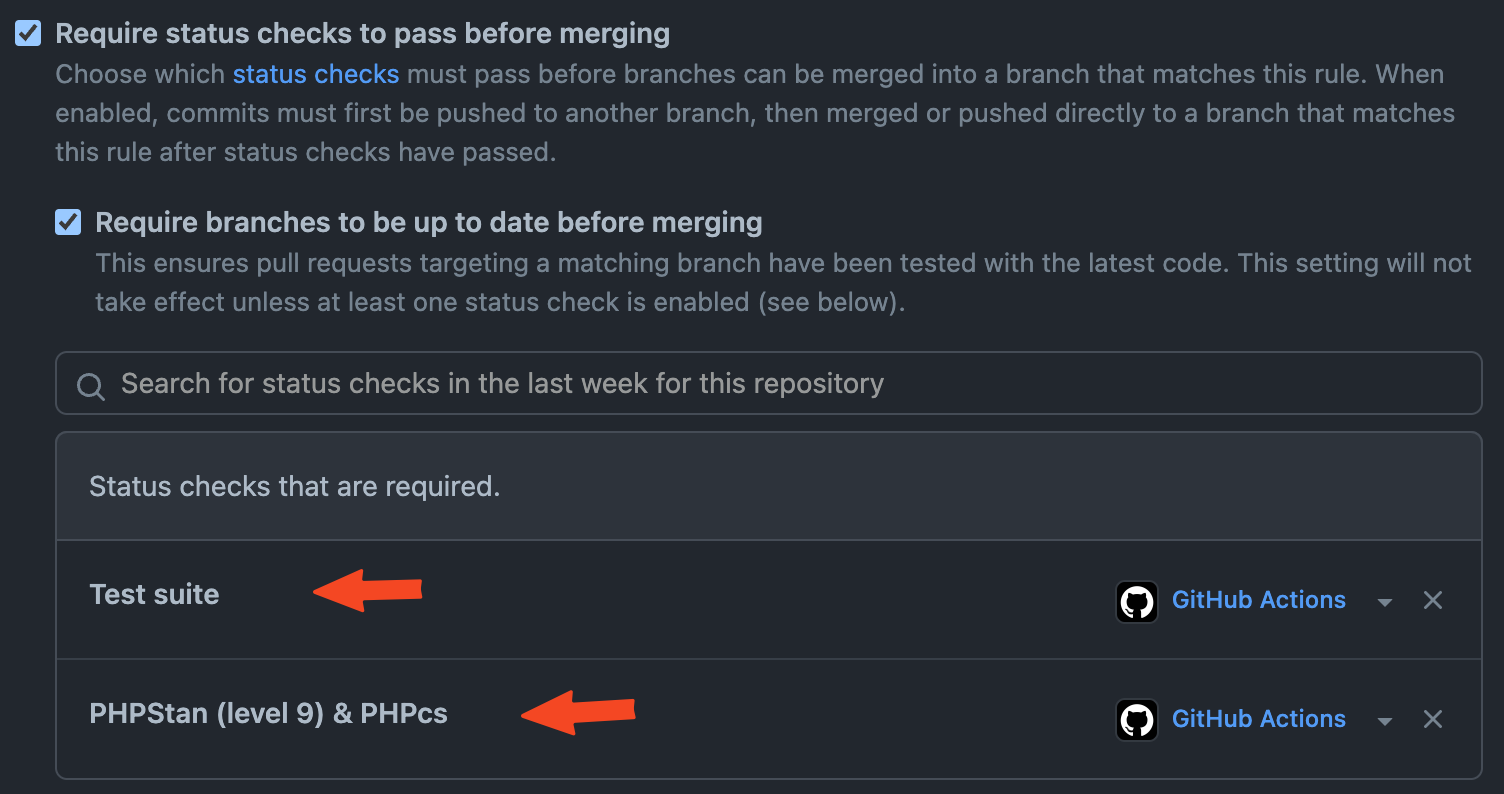 Require status checks to pass before merging
Choose which status checks must pass before branches can be merged into a branch that matches this rule. When
enabled, commits must first be pushed to another branch, then merged or pushed directly to a branch that matches
this rule after status checks have passed.
Require branches to be up to date before merging
This ensures pull requests targeting a matching branch have been tested with the latest code. This setting will not
take effect unless at least one status check is enabled (see below).
Search for status checks in the last week for this repository
Status checks that are required.
Test suite
GitHub Actions
PHPStan (level 9) & PHPcs
GitHub Actions